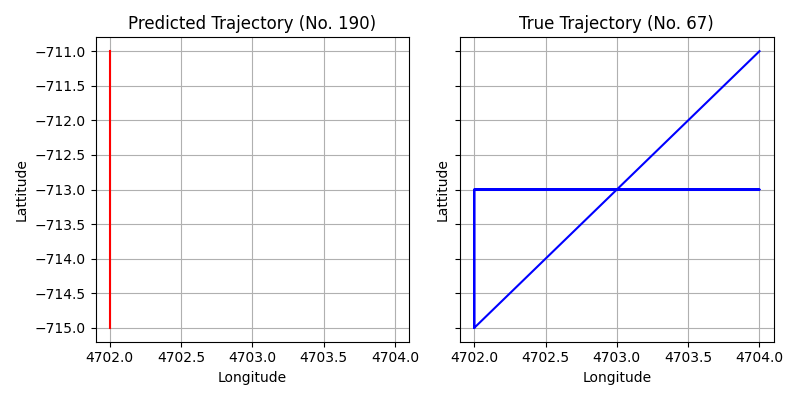 Predicted Trajectory (No. 190)
−711.0
−711.5
−712.0
−712.5
−713.0
−713.5
−714.0
−714.5
−715.0
Lattitude
4702.0 4702.5 4703.0 4703.5 4704.0
Longitude
True Trajectory (No. 67)
Lattitude
4702.0 4702.5 4703.0 4703.5 4704.0
Longitude